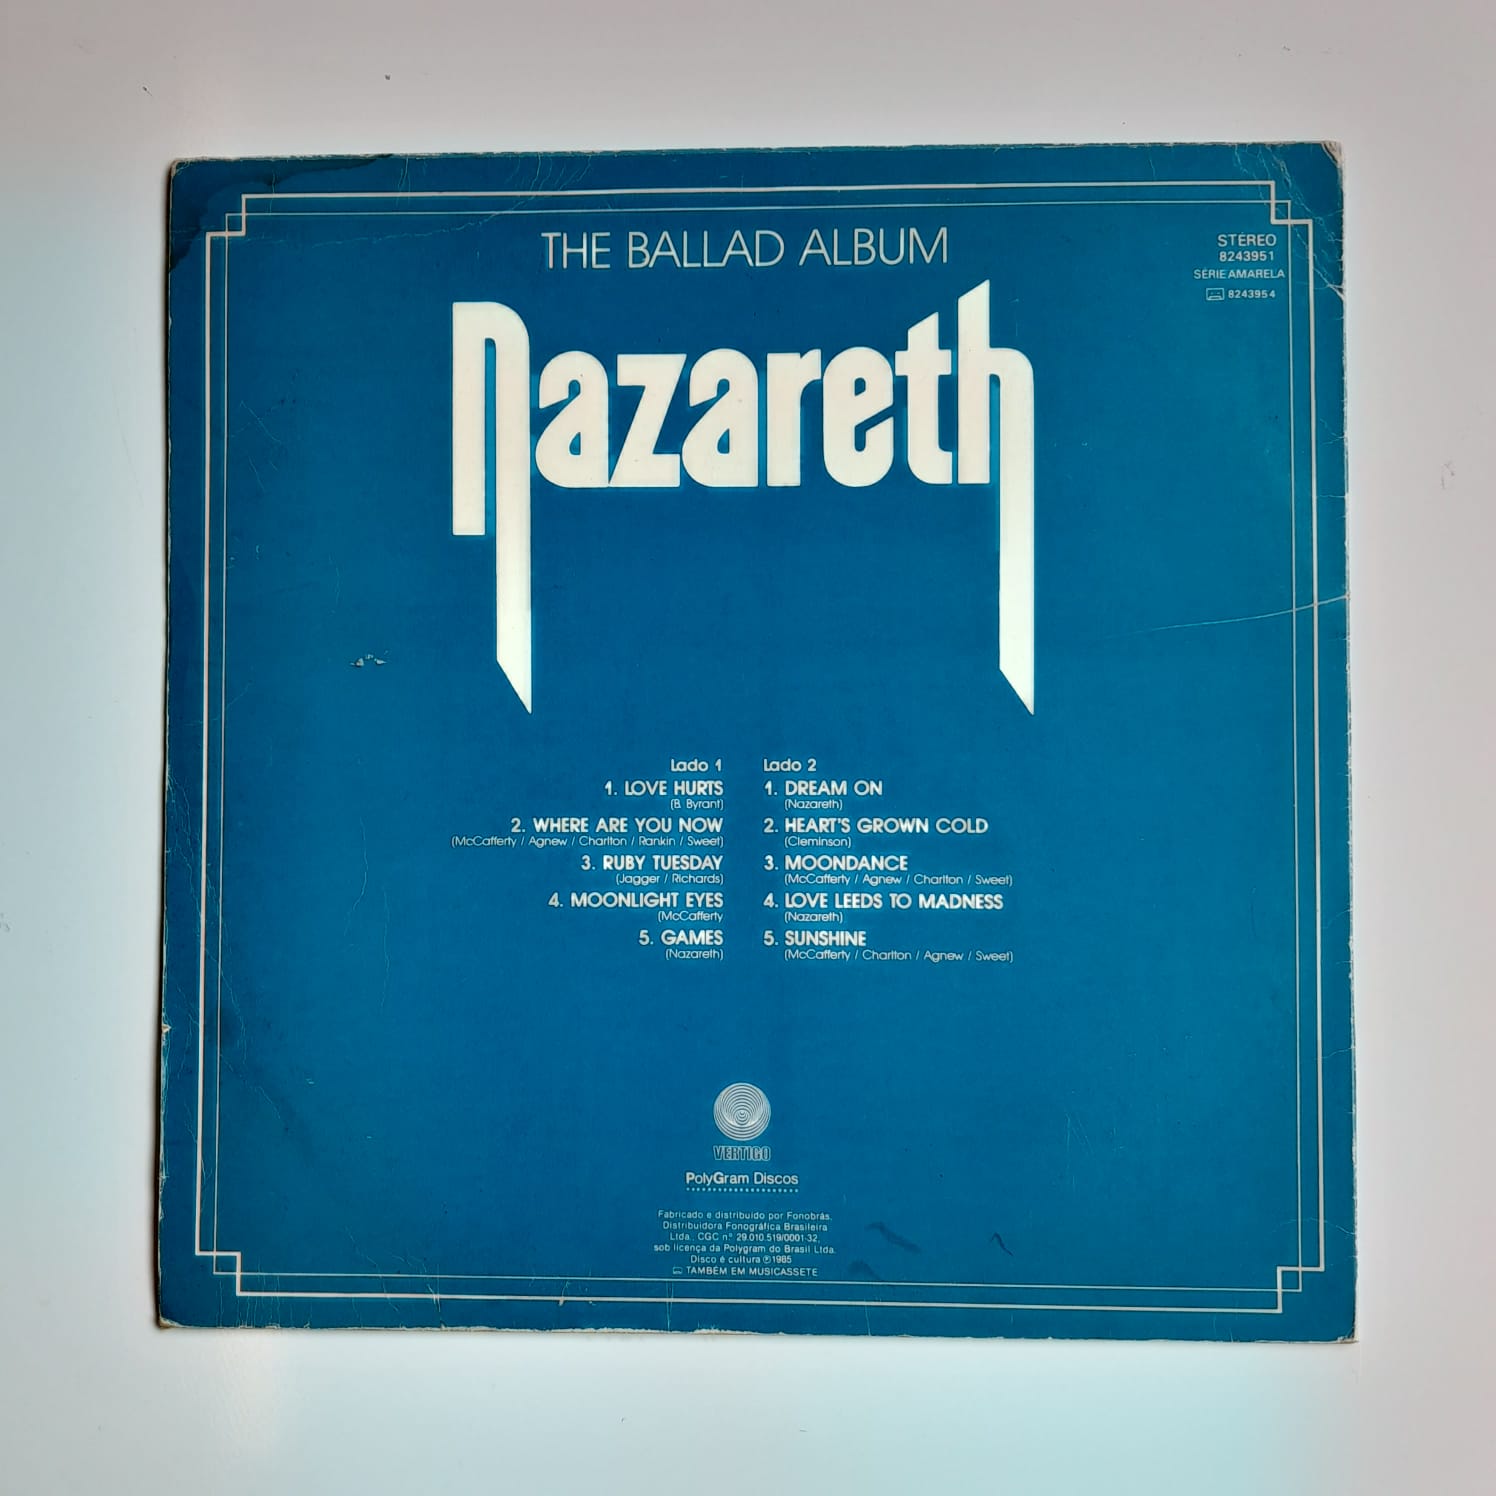 THE BALLAD ALBUM
STÉREO
8243951
SÉRIE AMARELA
8243954
Nazareth
Lado 1
1. LOVE HURTS
(B. Byrant)
2. WHERE ARE YOU NOW
(McCafferty / Agnew / Charlton / Rankin / Sweet)
3. RUBY TUESDAY
(Jagger / Richards)
4. MOONLIGHT EYES
(McCafferty
5. GAMES
(Nazareth)
Lado 2
1. DREAM ON
(Nazareth)
2. HEART'S GROWN COLD
(Cleminson)
3. MOONDANCE
(McCafferty / Agnew / Charlton / Sweet)
4. LOVE LEEDS TO MADNESS
(Nazareth)
5. SUNSHINE
(McCafferty / Charlton / Agnew / Sweet)
VERTIGO
PolyGram Discos
Fabricado e distribuido por Fonobrás,
Distribuidora Fonográfica Brasileira
Ltda., CGC n.º 29.010.519/0001-32,
sob licença da Polygram do Brasil Ltda.
Disco é cultura ℗1985
TAMBÉM EM MUSICASSETE